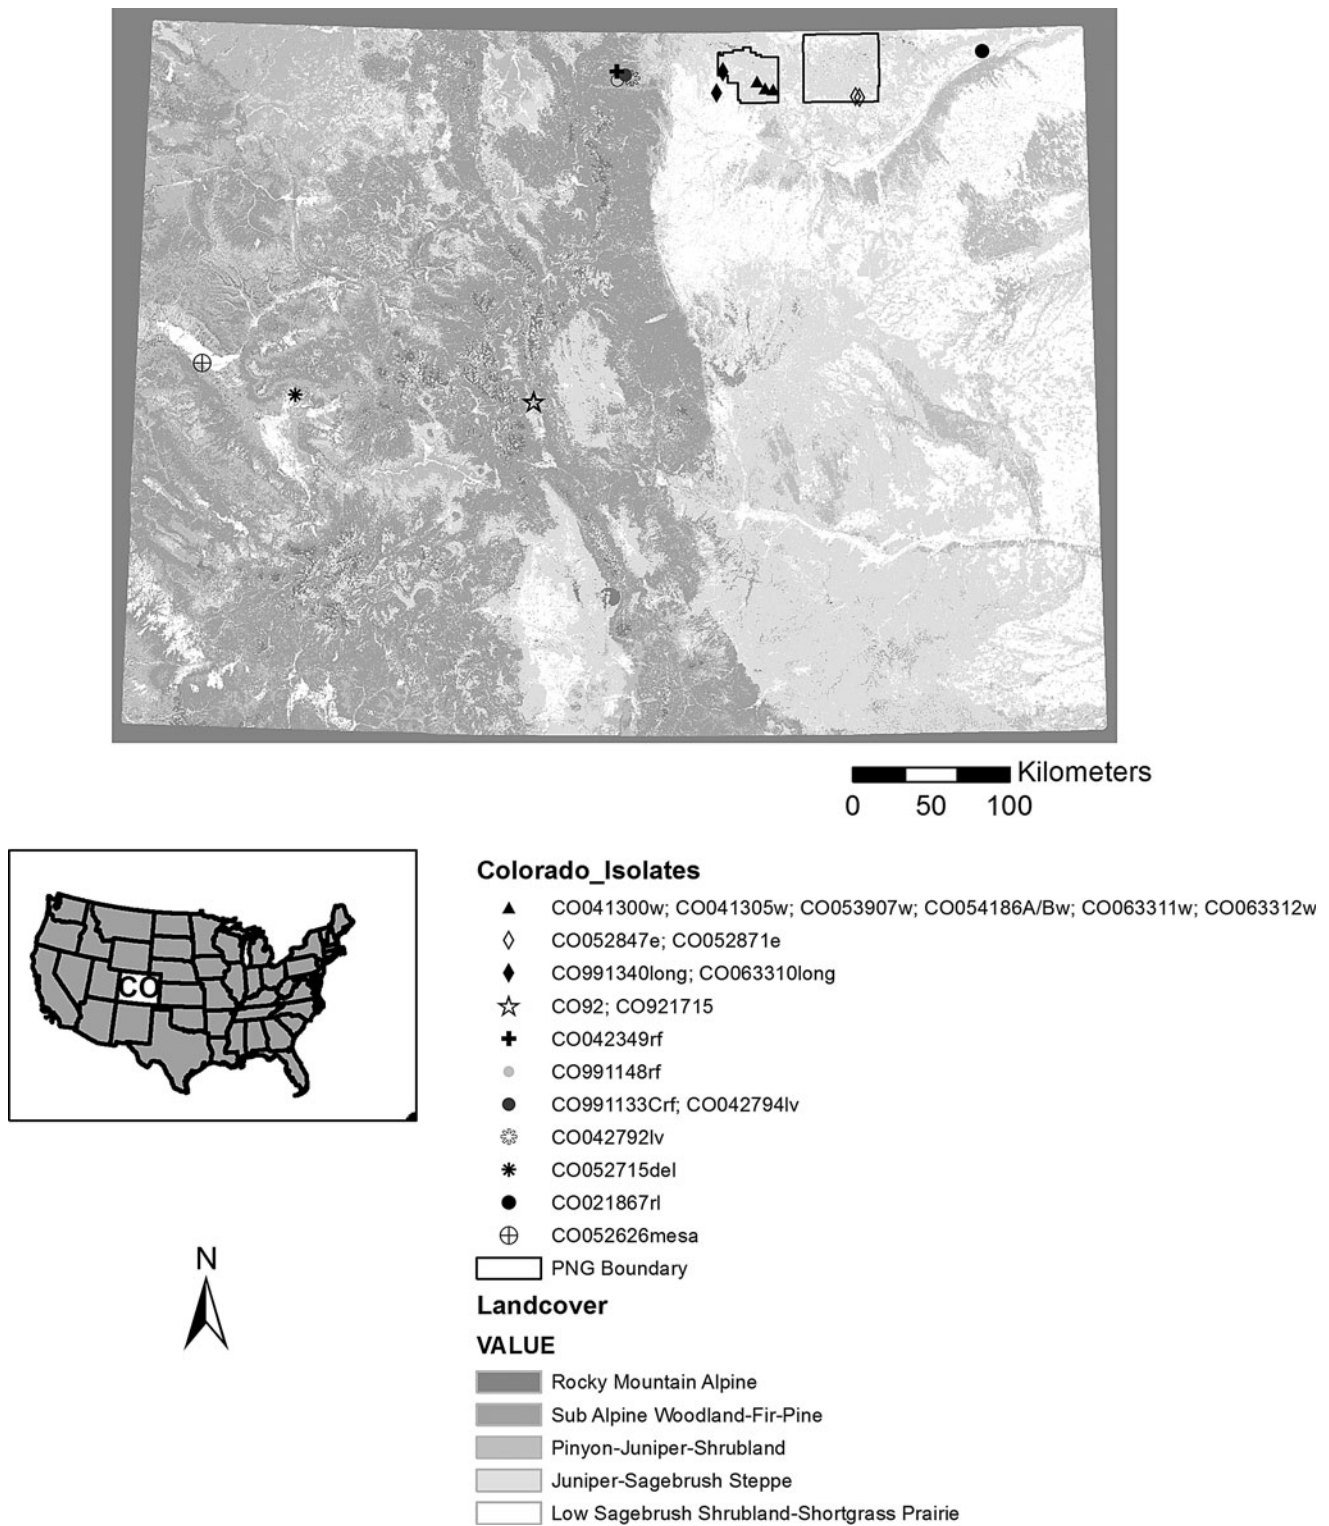 Kilometers
0 50 100
CO
N
Colorado_Isolates
CO041300w; CO041305w; CO053907w; CO054186A/Bw; CO063311w; CO063312w
CO052847e; CO052871e
CO991340long; CO063310long
CO92; CO921715
CO042349rf
CO991148rf
CO991133Crf; CO042794lv
CO042792lv
CO052715del
CO021867rl
CO052626mesa
PNG Boundary
Landcover
VALUE
Rocky Mountain Alpine
Sub Alpine Woodland-Fir-Pine
Pinyon-Juniper-Shrubland
Juniper-Sagebrush Steppe
Low Sagebrush Shrubland-Shortgrass Prairie